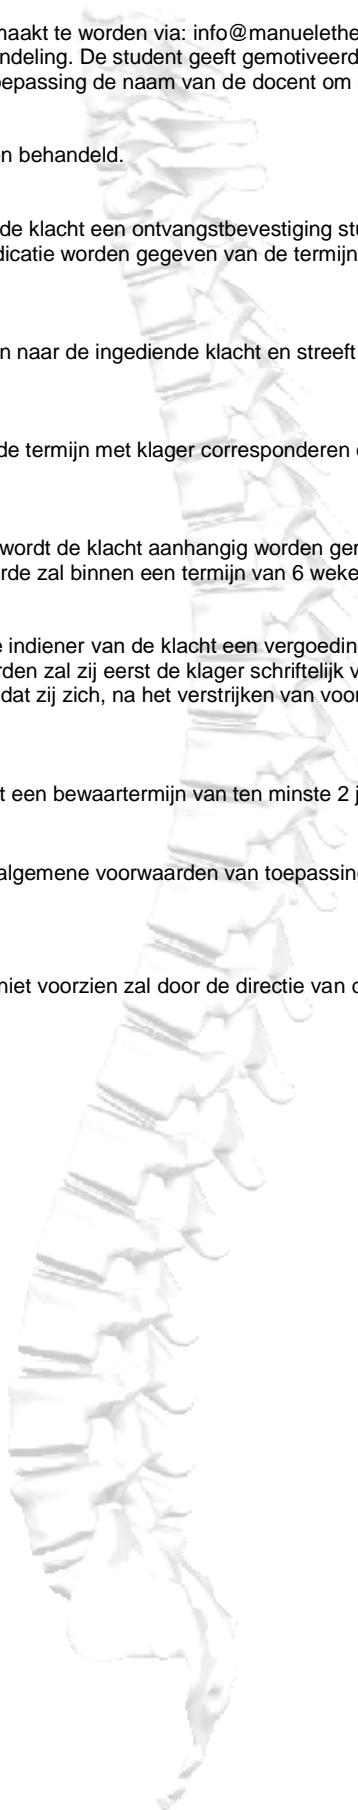 maakt te worden via: info@manuelethe
ndeling. De student geeft gemotiveerd
epassing de naam van de docent om
n behandeld.
de klacht een ontvangstbevestiging stu
dicatie worden gegeven van de termijn
n naar de ingediende klacht en streeft
de termijn met klager corresponderen
wordt de klacht aanhangig worden gem
rde zal binnen een termijn van 6 weke
e indiener van de klacht een vergoedin
rden zal zij eerst de klager schriftelijk v
dat zij zich, na het verstrijken van voor
t een bewaartermijn van ten minste 2 j
algemene voorwaarden van toepassing
niet voorzien zal door de directie van